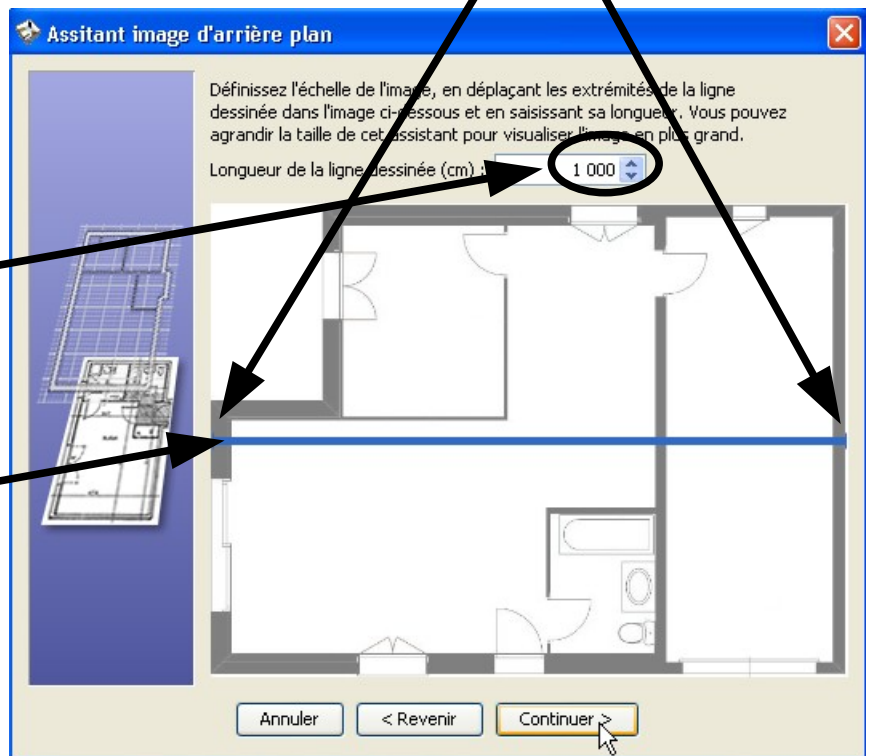 Assitant image d'arrière plan
Définissez l'échelle de l'image, en déplaçant les extrémités de la ligne
dessinée dans l'image ci-dessous et en saisissant sa longueur. Vous pouvez
agrandir la taille de cet assistant pour visualiser l'image en plus grand.
Longueur de la ligne dessinée (cm) :
1 000
Annuler
< Revenir
Continuer >